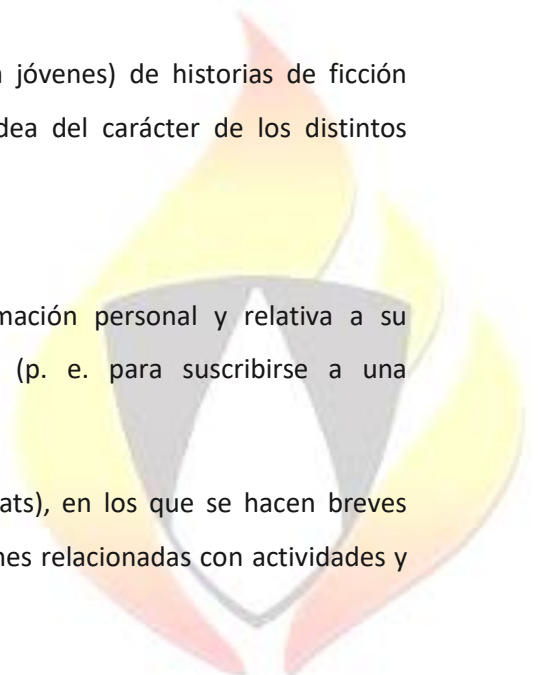 jóvenes) de historias de ficción
dea del carácter de los distintos
mación personal y relativa a su
(p. e. para suscribirse a una
ats), en los que se hacen breves
nes relacionadas con actividades y